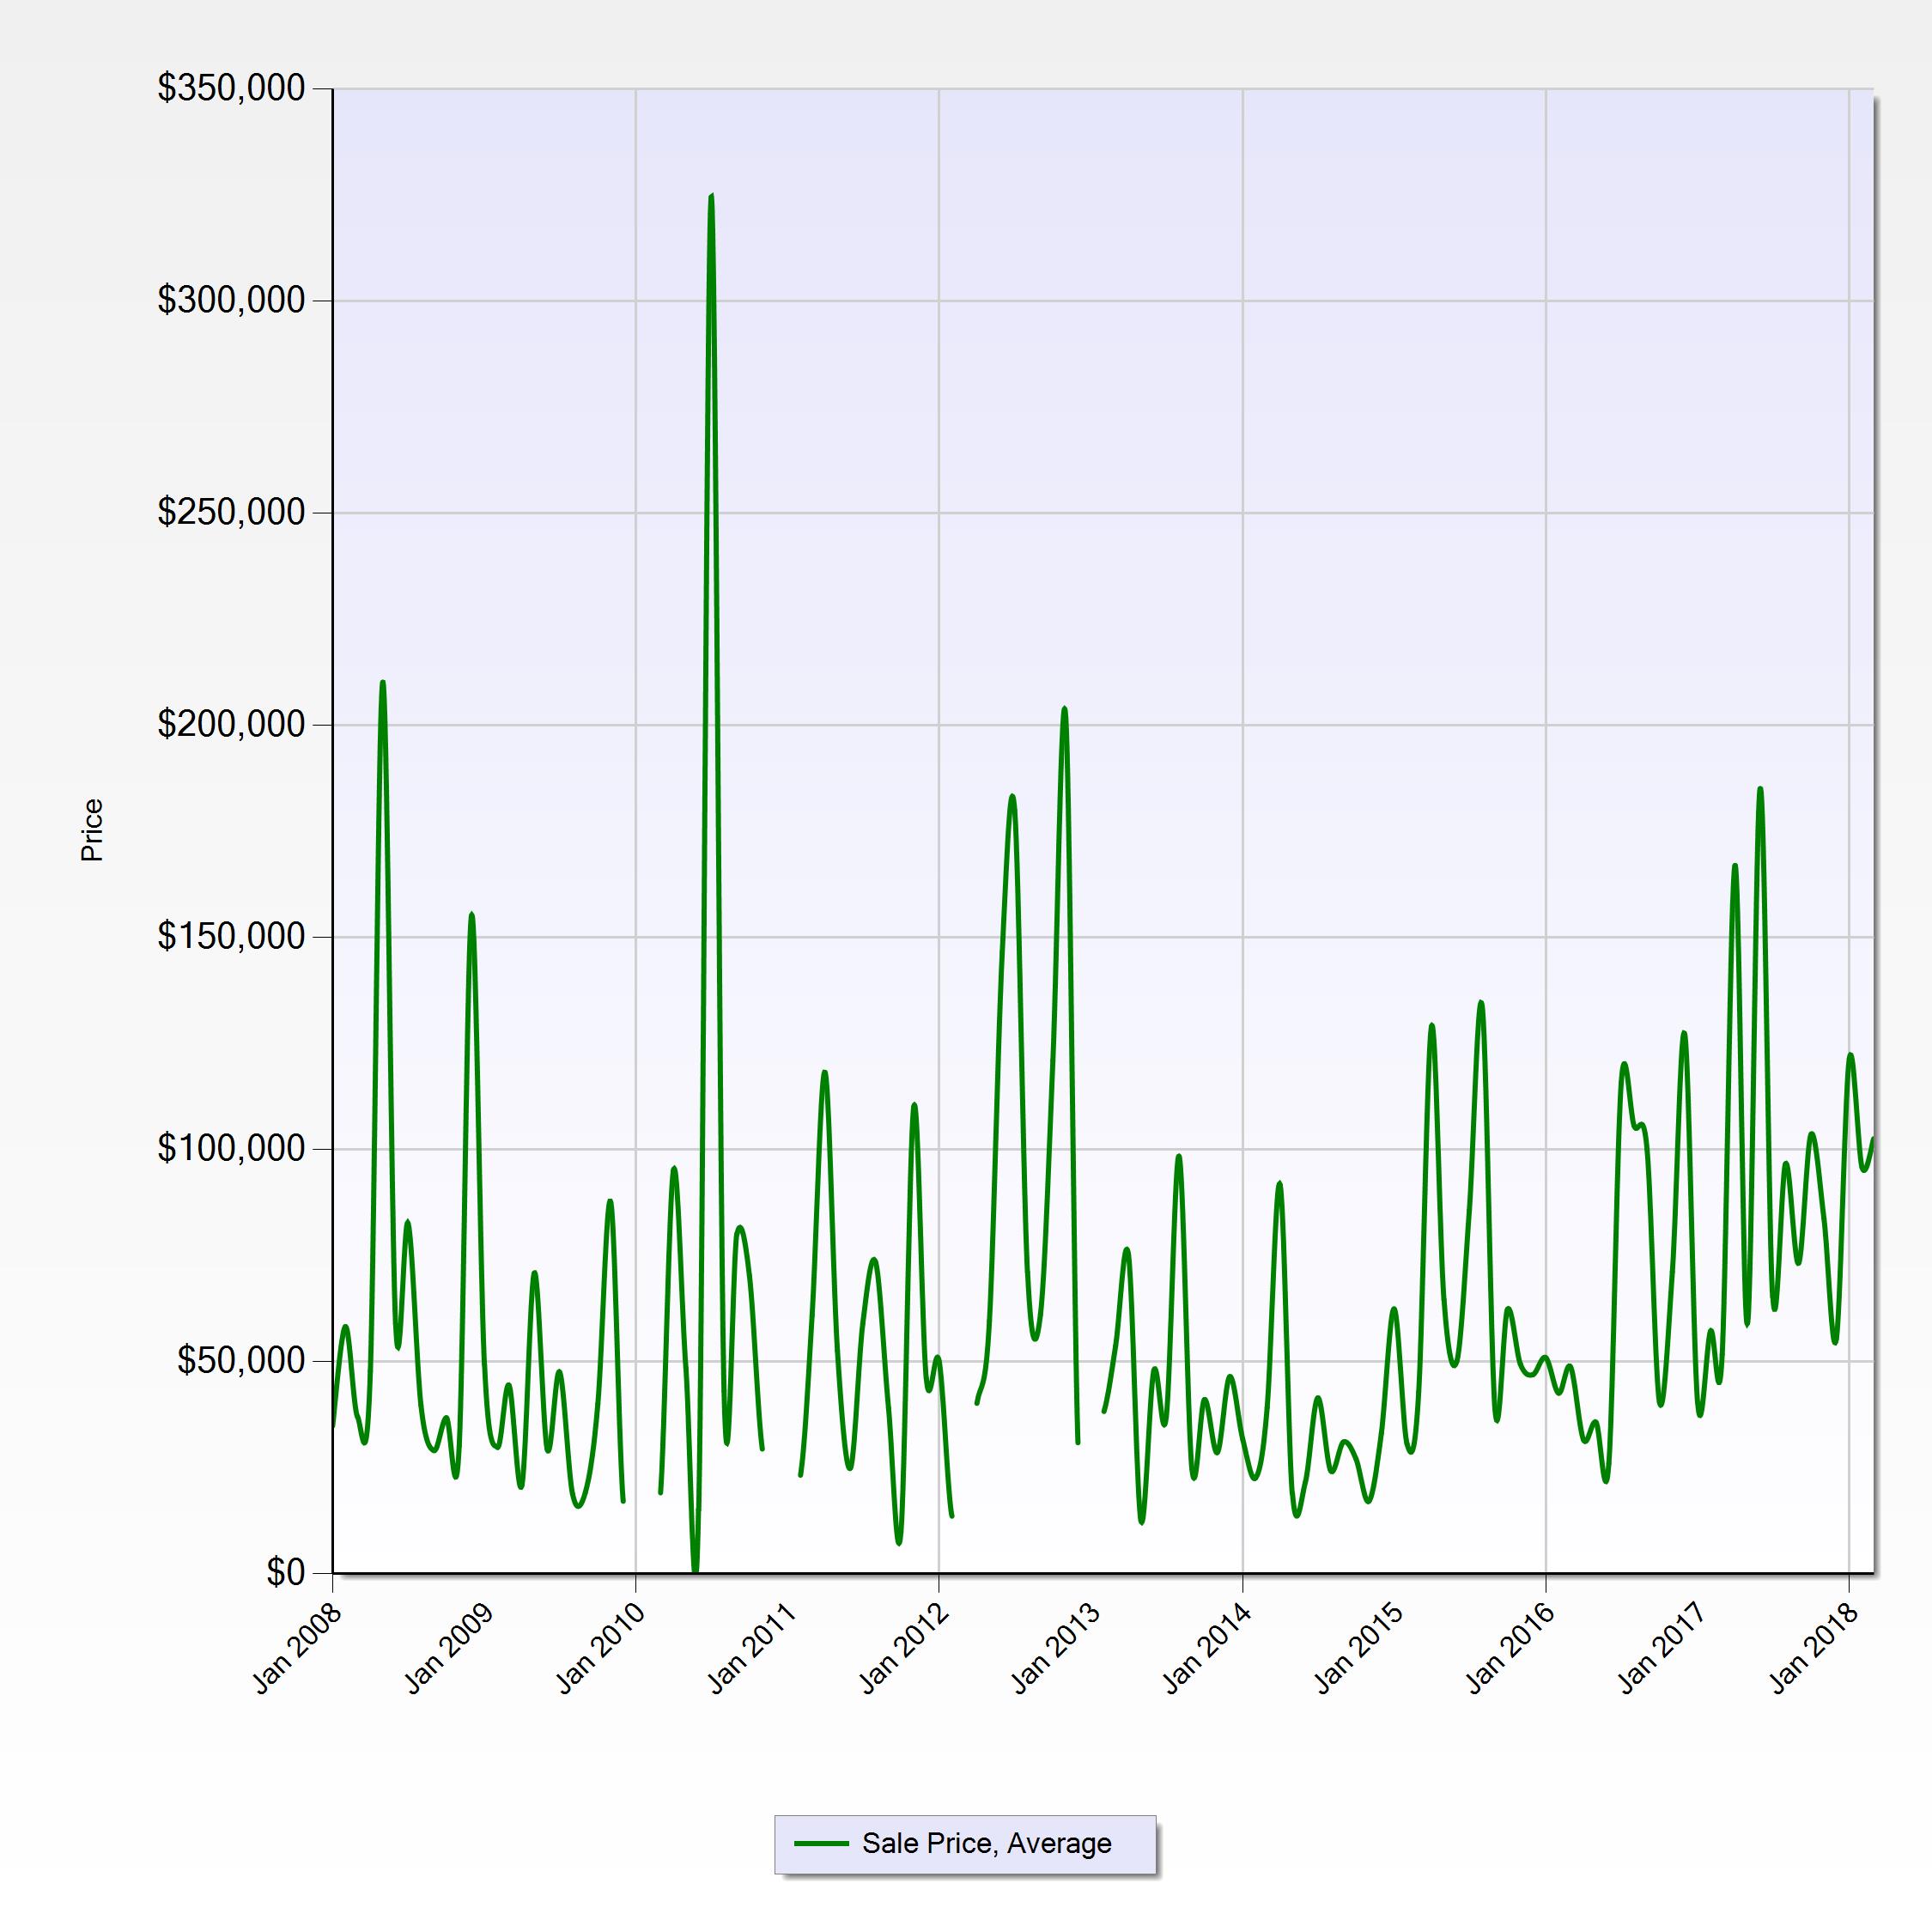 $350,000
$300,000
$250,000
$200,000
$150,000
$100,000
$50,000
$0
Price
Jan 2008
Jan 2009
Jan 2010
Jan 2011
Jan 2012
Jan 2013
Jan 2014
Jan 2015
Jan 2016
Jan 2017
Jan 2018
Sale Price, Average